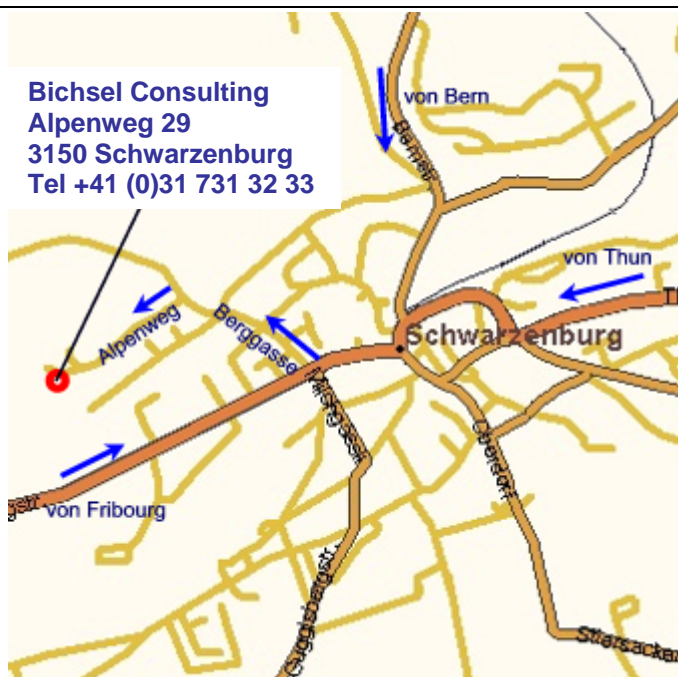 Bichsel Consulting
Alpenweg 29
3150 Schwarzenburg
Tel +41 (0)31 731 32 33
von Bern
von Thun
Schwarzenburg
Berggasse
Alpenweg
von Fribourg
Guggisbergstr.